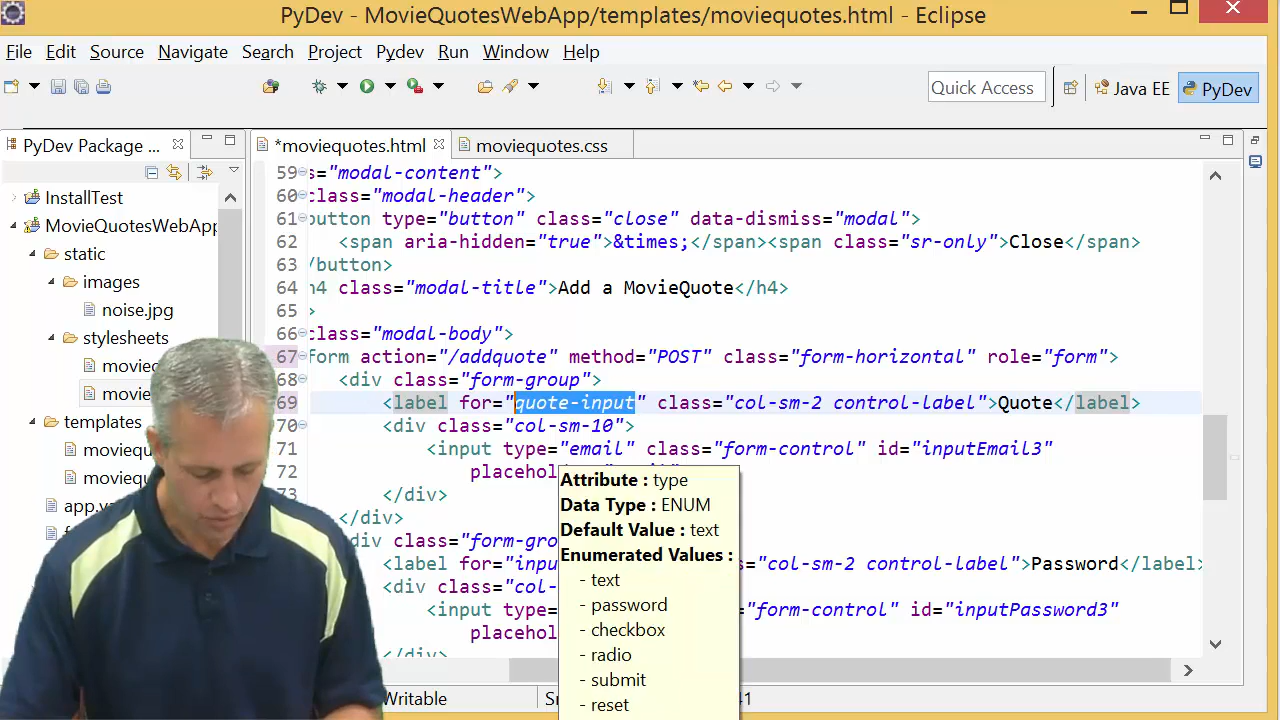 PyDev - MovieQuotesWebApp/templates/moviequotes.html - Eclipse
File Edit Source Navigate Search Project Pydev Run Window Help
Quick Access
Java EE
PyDev
PyDev Package ...
*moviequotes.html
moviequotes.css
InstallTest
MovieQuotesWebApp
static
images
noise.jpg
stylesheets
templates
59 s="modal-content">
60 class="modal-header">
61 button type="button" class="close" data-dismiss="modal">
62 <span aria-hidden="true">&times;</span><span class="sr-only">Close</span>
63 /button>
64 h4 class="modal-title">Add a MovieQuote</h4>
65 >
66 class="modal-body">
67 form action="/addquote" method="POST" class="form-horizontal" role="form">
68 <div class="form-group">
69 <label for="quote-input" class="col-sm-2 control-label">Quote</label>
70 <div class="col-sm-10">
71 <input type="email" class="form-control" id="inputEmail3"
72 placehol
73 </div>
</div>
div class="form-gro
<label for="inpu s="col-sm-2 control-label">Password</label>
<div class="col-
<input type= ="form-control" id="inputPassword3"
placehol
</div>
Attribute : type
Data Type : ENUM
Default Value : text
Enumerated Values :
- text
- password
- checkbox
- radio
- submit
- reset
Writable